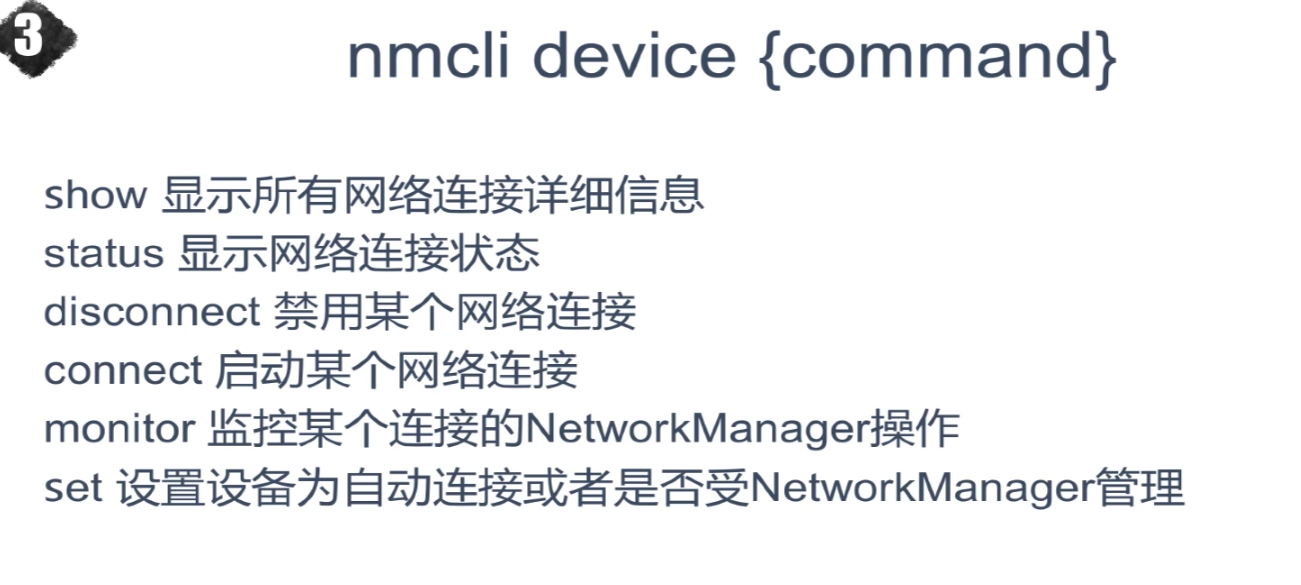 3
nmcli device {command}
show 显示所有网络连接详细信息
status 显示网络连接状态
disconnect 禁用某个网络连接
connect 启动某个网络连接
monitor 监控某个连接的NetworkManager操作
set 设置设备为自动连接或者是否受NetworkManager管理